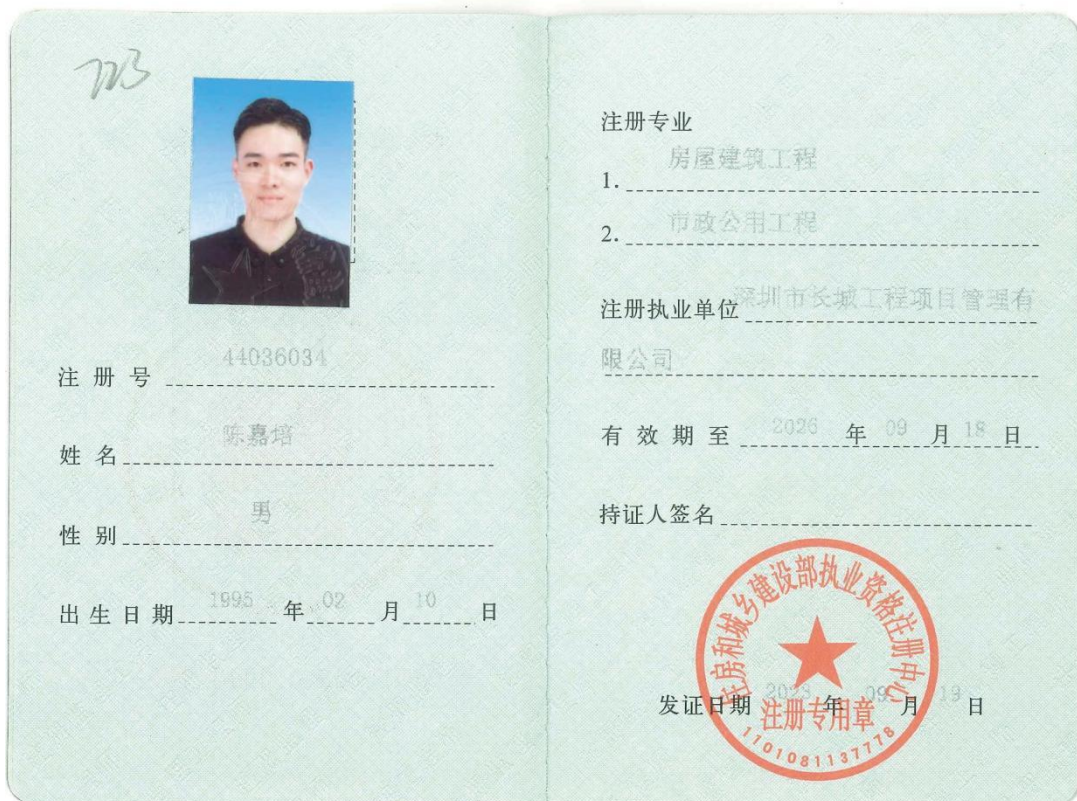 723
注册号 44036034
姓名 陈嘉培
性别 男
出生日期 1995 年 02 月 10 日
注册专业
1. 房屋建筑工程
2. 市政公用工程
注册执业单位 深圳市长城工程项目管理有
限公司
有效期至 2026 年 09 月 18 日
持证人签名
发证日期 2023 年 09 月 13 日
住房和城乡建设部执业资格注册中心
注册专用章
1101081137778